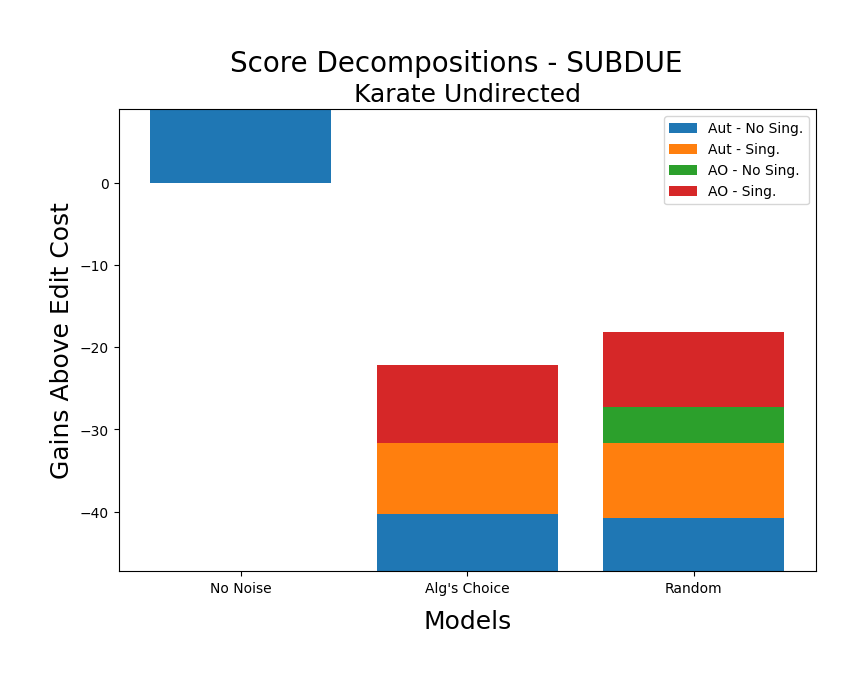 Score Decompositions - SUBDUE
Karate Undirected
Aut - No Sing.
Aut - Sing.
AO - No Sing.
AO - Sing.
Gains Above Edit Cost
0
−10
−20
−30
−40
No Noise
Alg's Choice
Random
Models